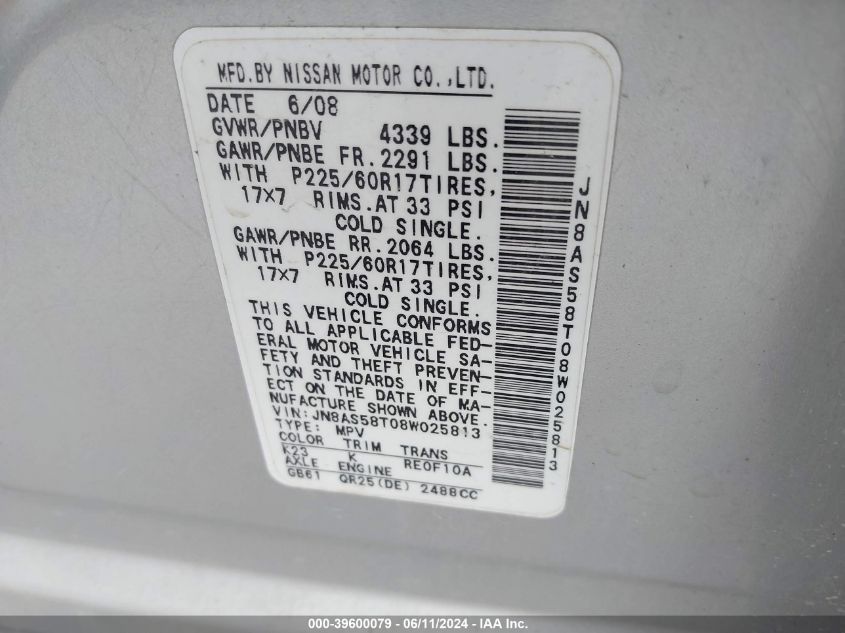 MFD.BY NISSAN MOTOR CO.,LTD.
DATE 6/08
GVWR/PNBV 4339 LBS.
GAWR/PNBE FR.2291 LBS.
WITH P225/60R17TIRES,
17X7 RIMS.AT 33 PSI
COLD SINGLE.
GAWR/PNBE RR.2064 LBS.
WITH P225/60R17TIRES,
17X7 RIMS.AT 33 PSI
COLD SINGLE.
THIS VEHICLE CONFORMS
TO ALL APPLICABLE FED-
ERAL MOTOR VEHICLE SA-
FETY AND THEFT PREVEN-
TION STANDARDS IN EFF-
ECT ON THE DATE OF MA-
NUFACTURE SHOWN ABOVE.
VIN:JN8AS58T08W025813
TYPE: MPV
COLOR TRIM TRANS
K23 K RE0F10A
AXLE ENGINE
GB61 QR25(DE) 2488CC
JN8AS58T08W025813
000-39600079 - 06/11/2024 - IAA Inc.